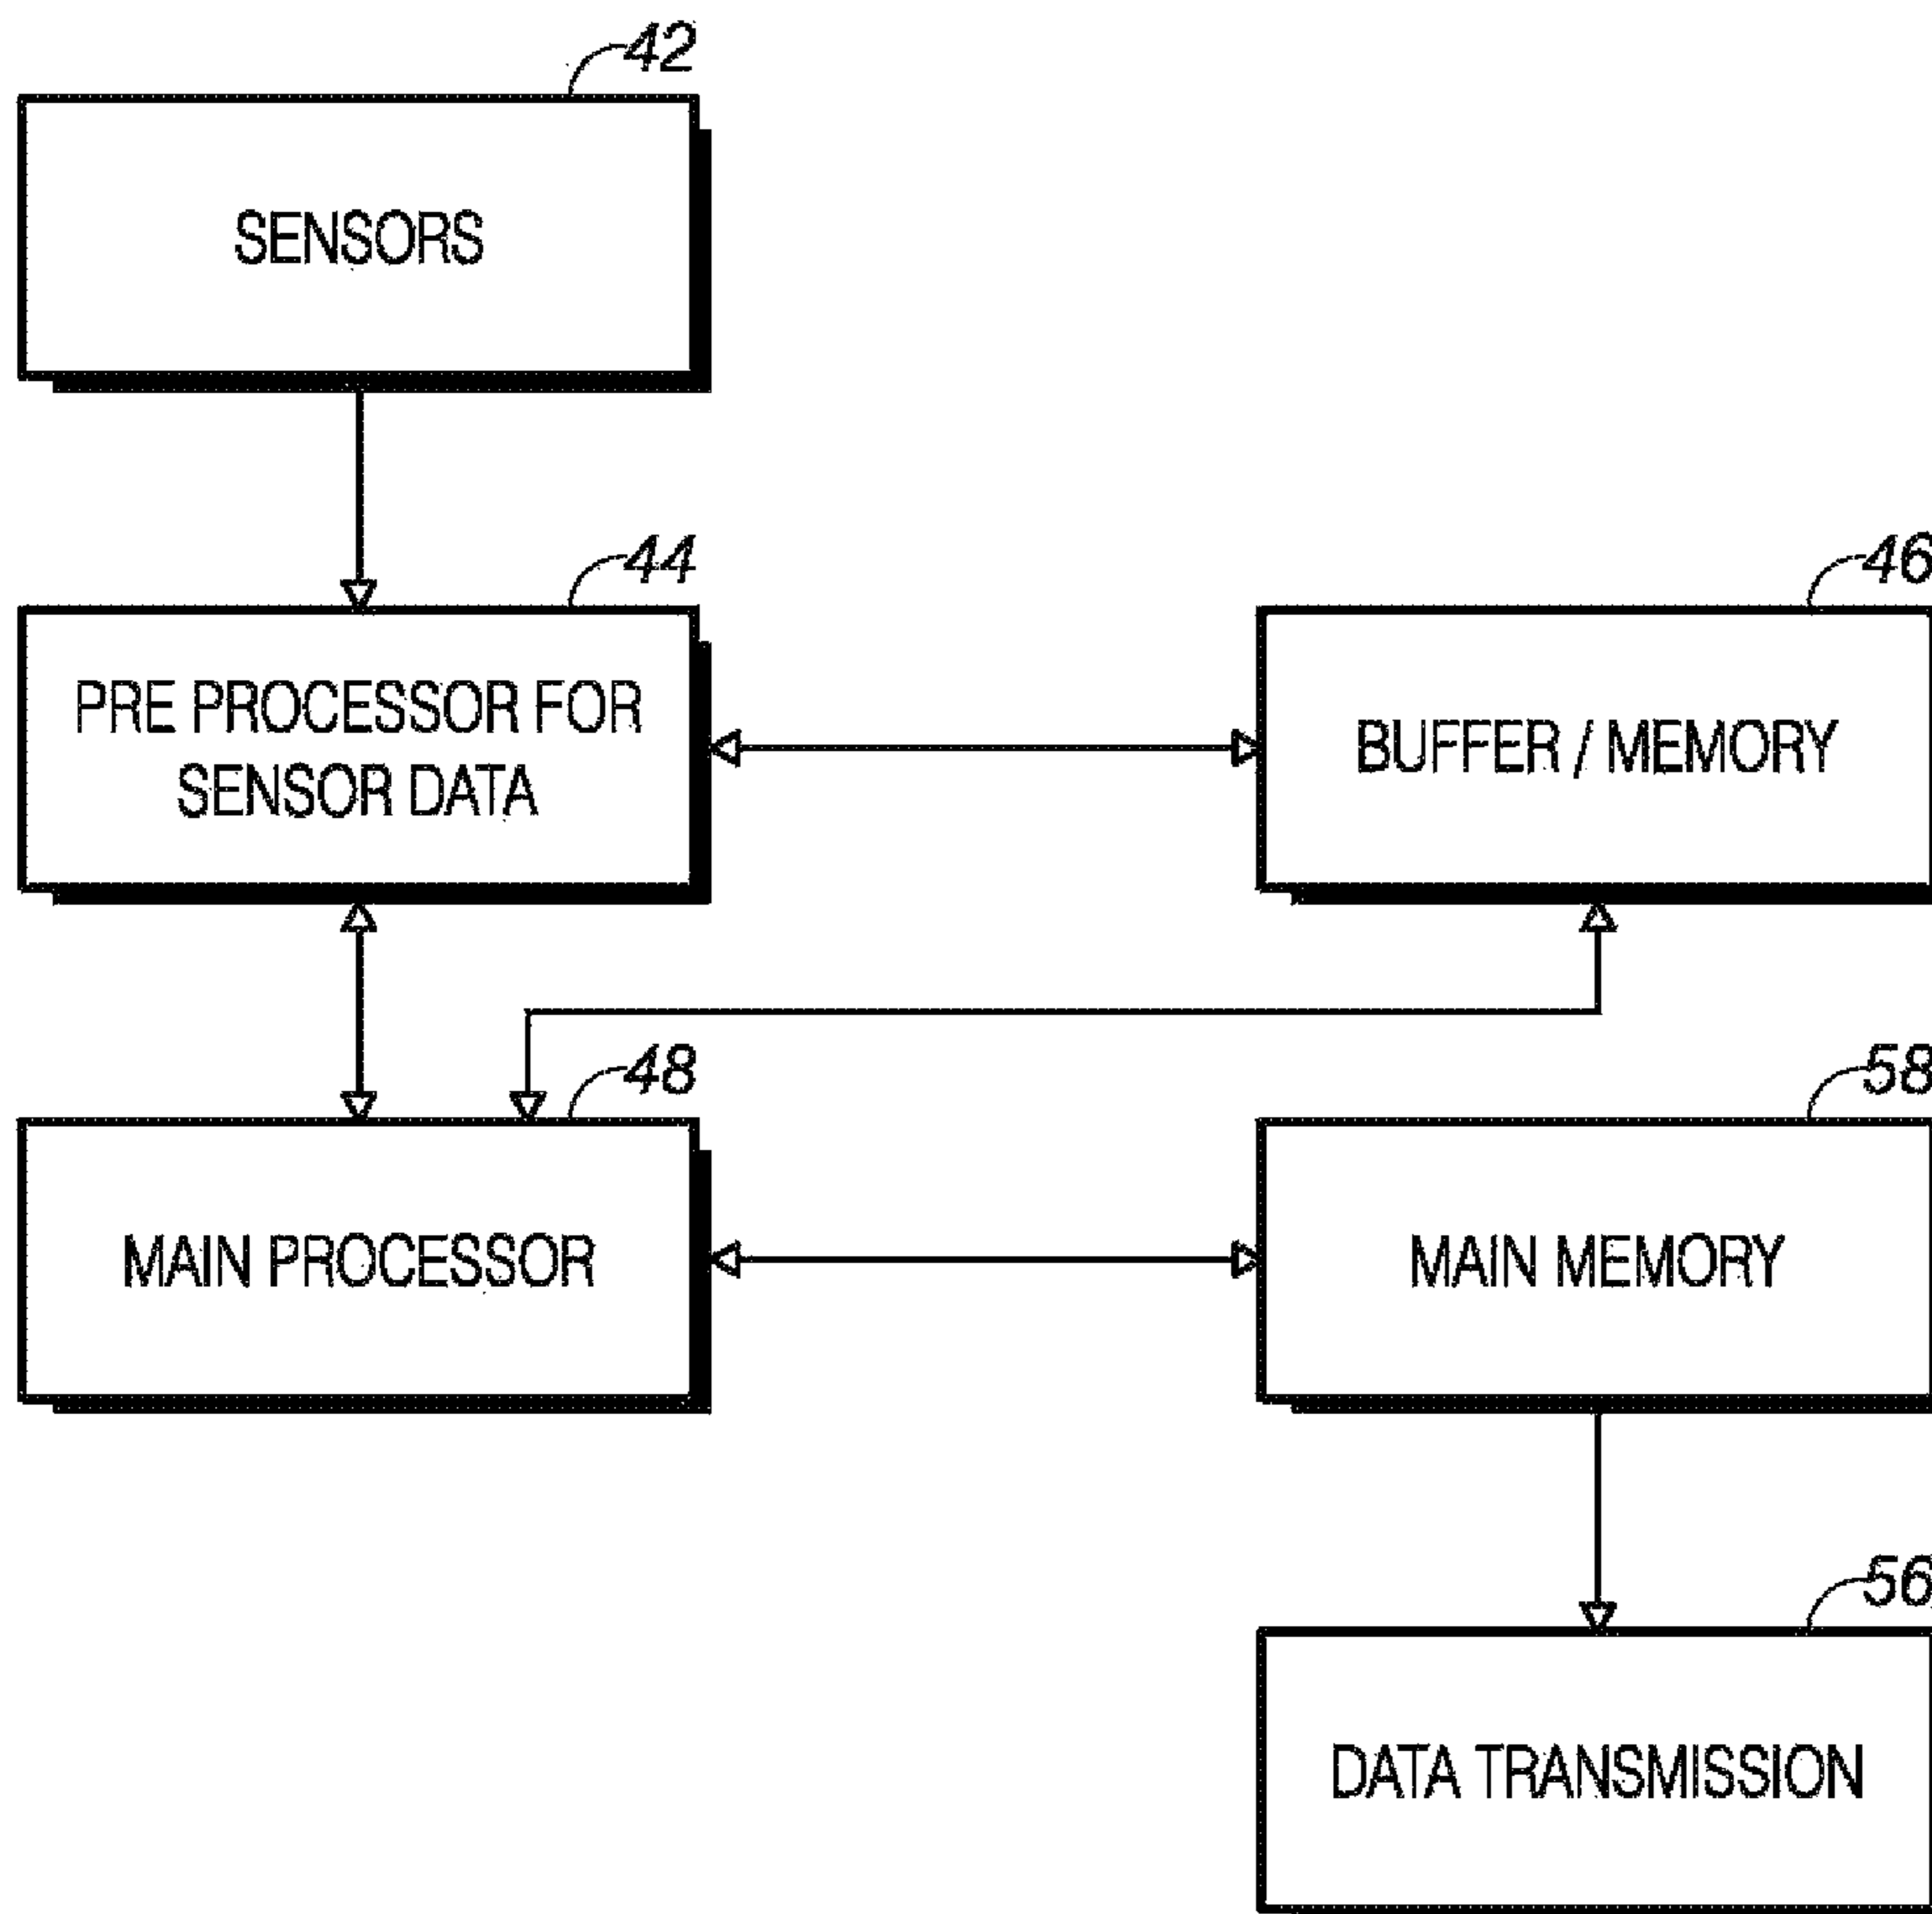 42
SENSORS
44
PRE PROCESSOR FOR
SENSOR DATA
46
BUFFER / MEMORY
48
MAIN PROCESSOR
58
MAIN MEMORY
56
DATA TRANSMISSION